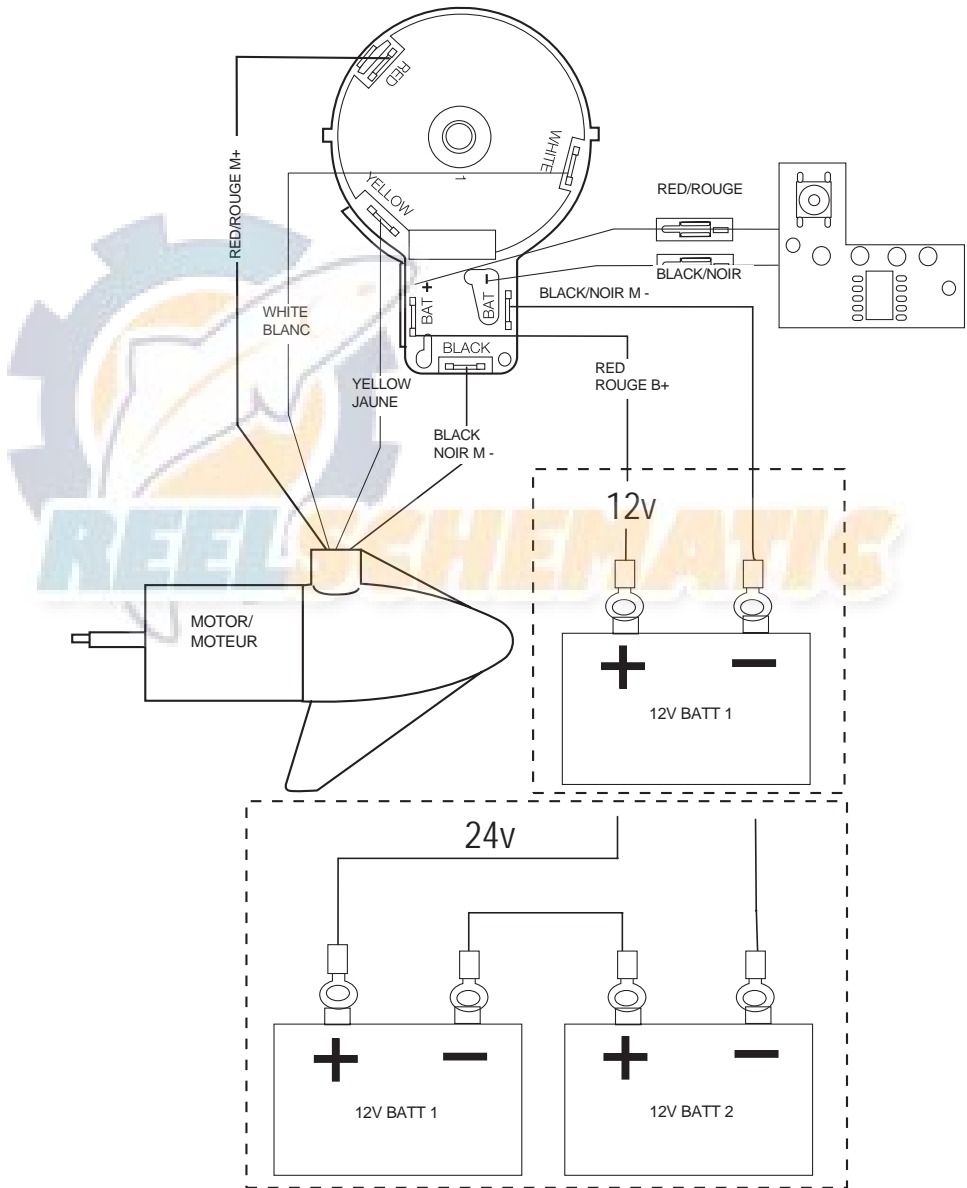 RED
WHITE
1
YELLOW
RED/ROUGE M+
RED/ROUGE
BLACK/NOIR
BAT +
BAT -
BLACK/NOIR M -
WHITE
BLANC
BLACK
YELLOW
JAUNE
RED
ROUGE B+
BLACK
NOIR M -
REELSCHEMATIC
12v
MOTOR/
MOTEUR
+ -
12V BATT 1
24v
+ -
+ -
12V BATT 1
12V BATT 2